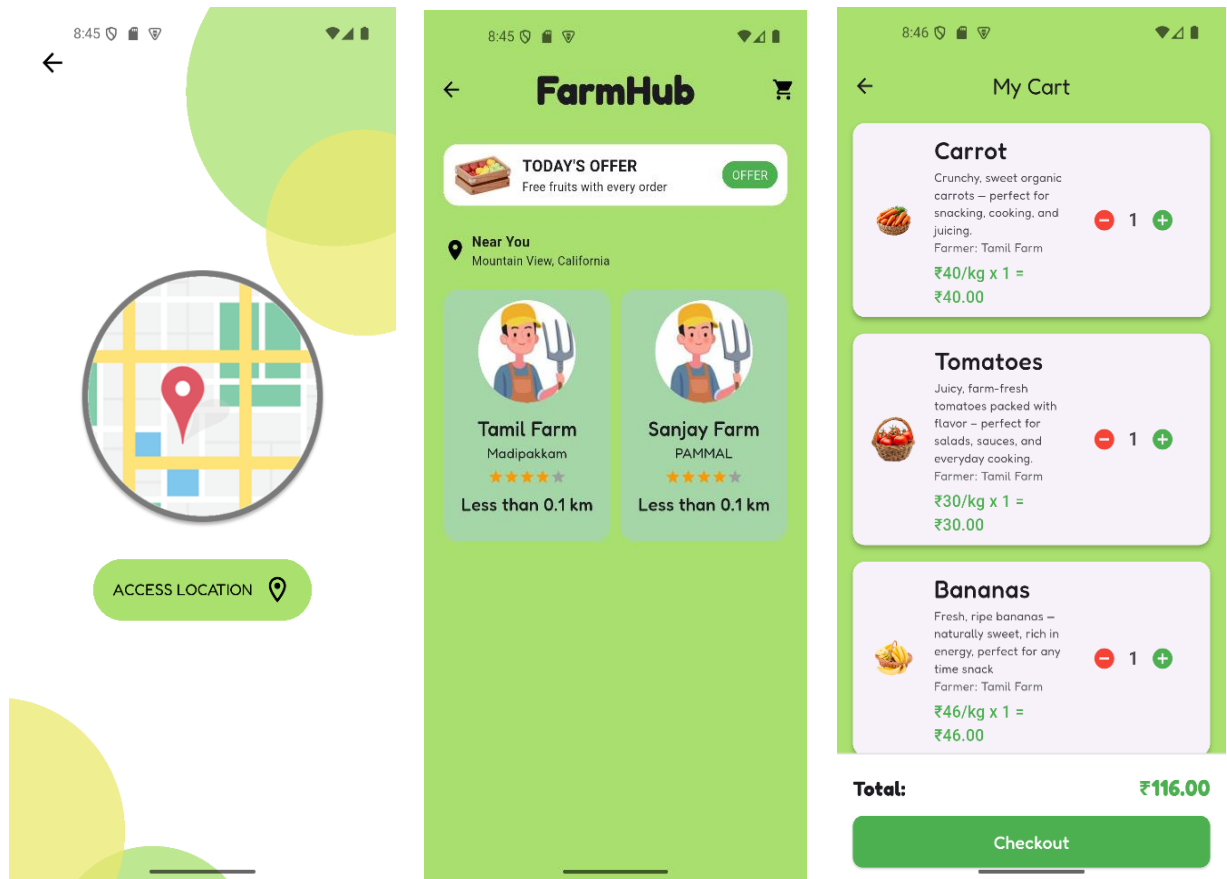 8:45
ACCESS LOCATION
8:45
FarmHub
TODAY'S OFFER
Free fruits with every order
OFFER
Near You
Mountain View, California
Tamil Farm
Madipakkam
Less than 0.1 km
Sanjay Farm
PAMMAL
Less than 0.1 km
8:46
My Cart
Carrot
Crunchy, sweet organic
carrots – perfect for
snacking, cooking, and
juicing.
Farmer: Tamil Farm
₹40/kg x 1 =
₹40.00
1
Tomatoes
Juicy, farm-fresh
tomatoes packed with
flavor – perfect for
salads, sauces, and
everyday cooking.
Farmer: Tamil Farm
₹30/kg x 1 =
₹30.00
1
Bananas
Fresh, ripe bananas –
naturally sweet, rich in
energy, perfect for any
time snack
Farmer: Tamil Farm
₹46/kg x 1 =
₹46.00
1
Total: ₹116.00
Checkout